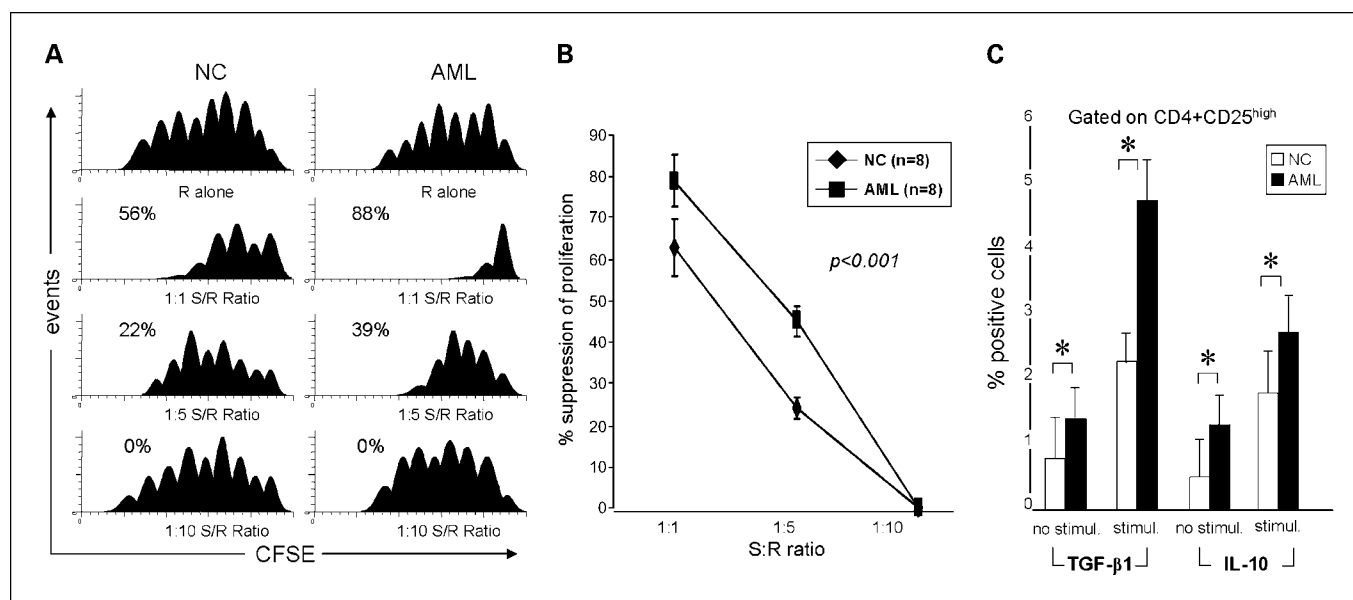 A
NC
AML
R alone
R alone
56%
88%
1:1 S/R Ratio
1:1 S/R Ratio
22%
39%
1:5 S/R Ratio
1:5 S/R Ratio
0%
0%
1:10 S/R Ratio
1:10 S/R Ratio
events
CFSE
B
NC (n=8)
AML (n=8)
p<0.001
% suppression of proliferation
90
80
70
60
50
40
30
20
10
0
1:1 1:5 1:10
S:R ratio
C
Gated on CD4+CD25high
NC
AML
% positive cells
6
5
4
3
2
1
0
* * * *
no stimul. stimul. no stimul. stimul.
TGF-β1 IL-10